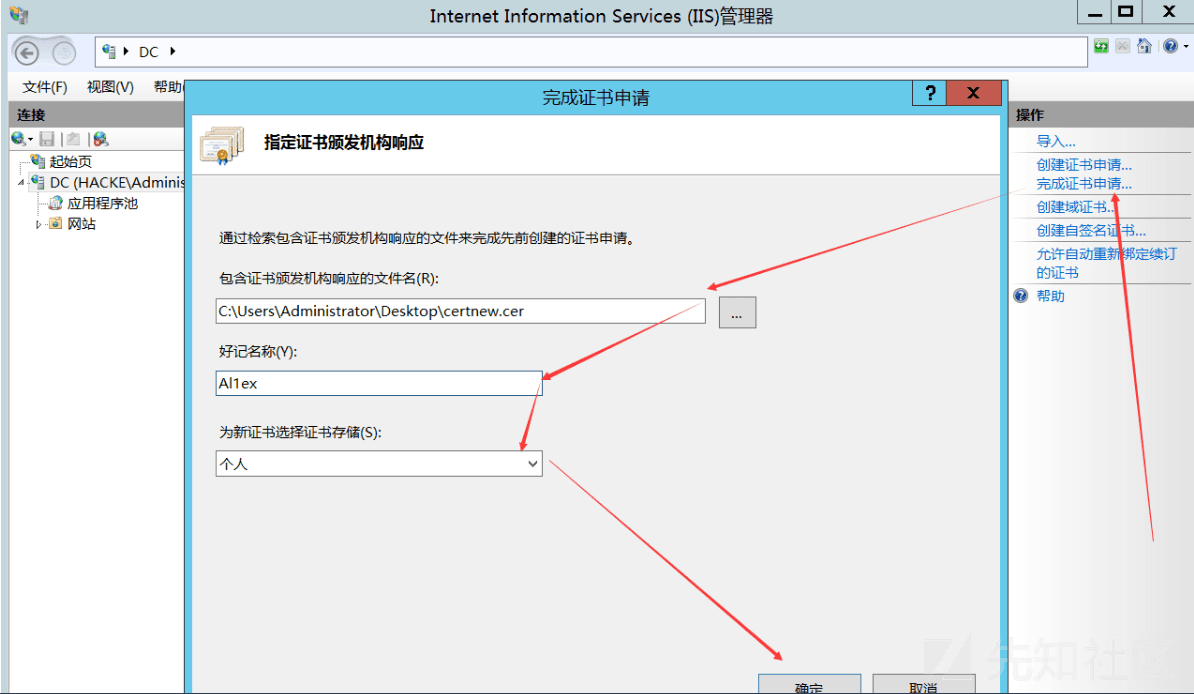 Internet Information Services (IIS)管理器
DC
文件(F) 视图(V) 帮助
连接
起始页
DC (HACKE\Adminis
应用程序池
网站
完成证书申请
?
X
指定证书颁发机构响应
通过检索包含证书颁发机构响应的文件来完成先前创建的证书申请。
包含证书颁发机构响应的文件名(R):
C:\Users\Administrator\Desktop\certnew.cer
...
好记名称(Y):
Al1ex
为新证书选择证书存储(S):
个人
确定
取消
操作
导入...
创建证书申请...
完成证书申请...
创建域证书...
创建自签名证书...
允许自动重新绑定续订
的证书
帮助
先知社区